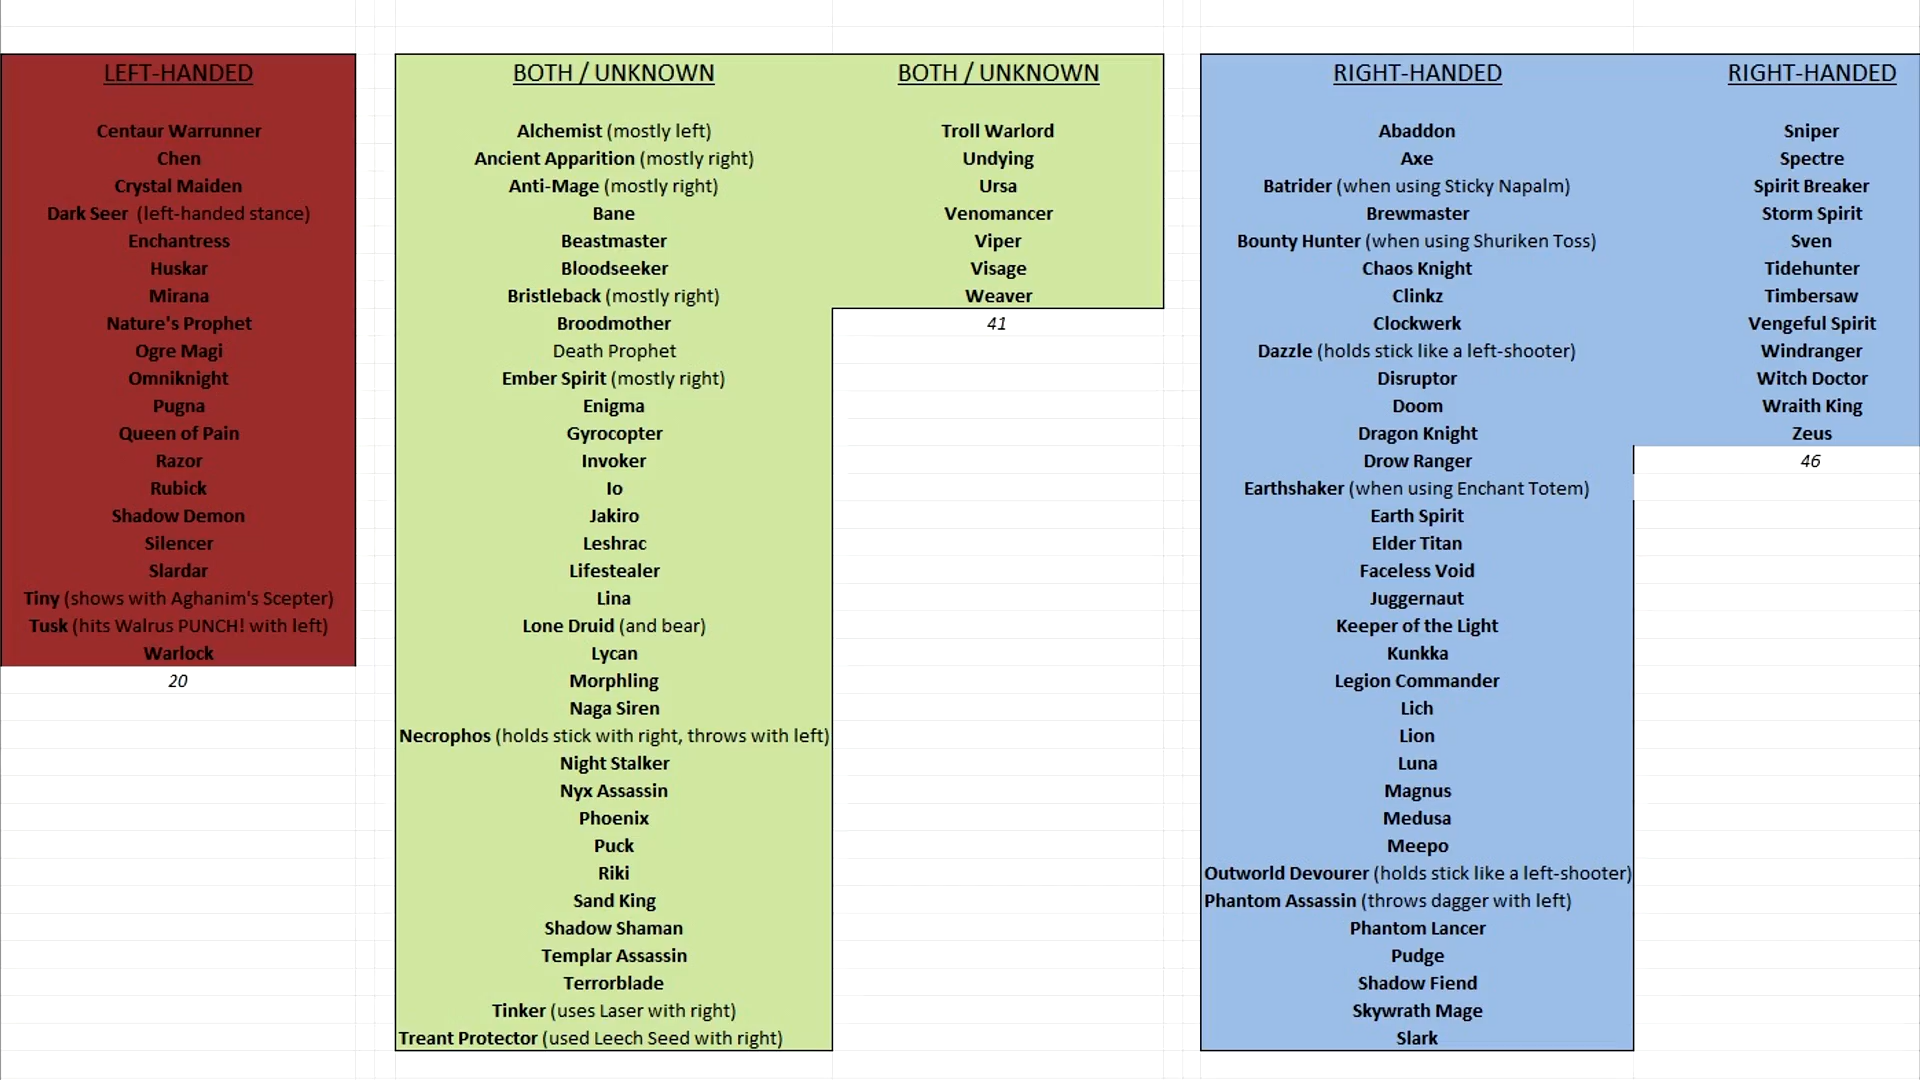 LEFT-HANDED
Centaur Warrunner
Chen
Crystal Maiden
Dark Seer (left-handed stance)
Enchantress
Huskar
Mirana
Nature's Prophet
Ogre Magi
Omniknight
Pugna
Queen of Pain
Razor
Rubick
Shadow Demon
Silencer
Slardar
Tiny (shows with Aghanim's Scepter)
Tusk (hits Walrus PUNCH! with left)
Warlock
20
BOTH / UNKNOWN
Alchemist (mostly left)
Ancient Apparition (mostly right)
Anti-Mage (mostly right)
Bane
Beastmaster
Bloodseeker
Bristleback (mostly right)
Broodmother
Death Prophet
Ember Spirit (mostly right)
Enigma
Gyrocopter
Invoker
Io
Jakiro
Leshrac
Lifestealer
Lina
Lone Druid (and bear)
Lycan
Morphling
Naga Siren
Necrophos (holds stick with right, throws with left)
Night Stalker
Nyx Assassin
Phoenix
Puck
Riki
Sand King
Shadow Shaman
Templar Assassin
Terrorblade
Tinker (uses Laser with right)
Treant Protector (used Leech Seed with right)
BOTH / UNKNOWN
Troll Warlord
Undying
Ursa
Venomancer
Viper
Visage
Weaver
41
RIGHT-HANDED
Abaddon
Axe
Batrider (when using Sticky Napalm)
Brewmaster
Bounty Hunter (when using Shuriken Toss)
Chaos Knight
Clinkz
Clockwerk
Dazzle (holds stick like a left-shooter)
Disruptor
Doom
Dragon Knight
Drow Ranger
Earthshaker (when using Enchant Totem)
Earth Spirit
Elder Titan
Faceless Void
Juggernaut
Keeper of the Light
Kunkka
Legion Commander
Lich
Lion
Luna
Magnus
Medusa
Meepo
Outworld Devourer (holds stick like a left-shooter)
Phantom Assassin (throws dagger with left)
Phantom Lancer
Pudge
Shadow Fiend
Skywrath Mage
Slark
RIGHT-HANDED
Sniper
Spectre
Spirit Breaker
Storm Spirit
Sven
Tidehunter
Timbersaw
Vengeful Spirit
Windranger
Witch Doctor
Wraith King
Zeus
46